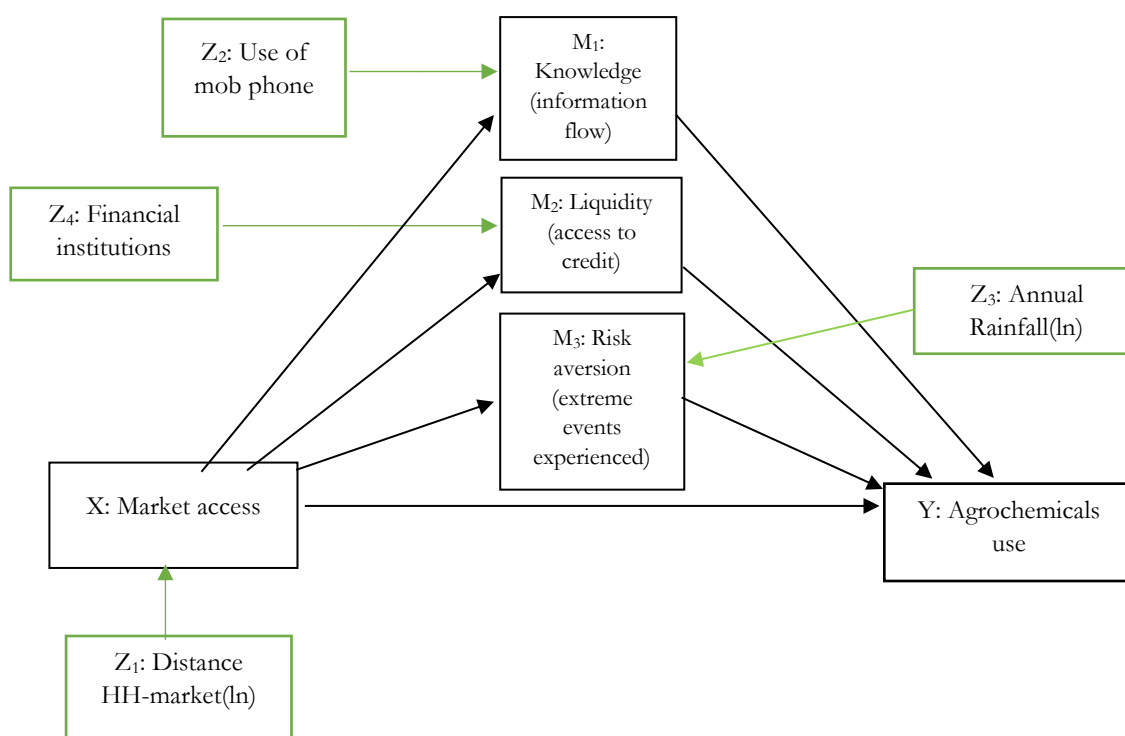 Z₂: Use of
mob phone
M₁:
Knowledge
(information
flow)
Z₄: Financial
institutions
M₂: Liquidity
(access to
credit)
Z₃: Annual
Rainfall(ln)
M₃: Risk
aversion
(extreme
events
experienced)
X: Market access
Y: Agrochemicals
use
Z₁: Distance
HH-market(ln)